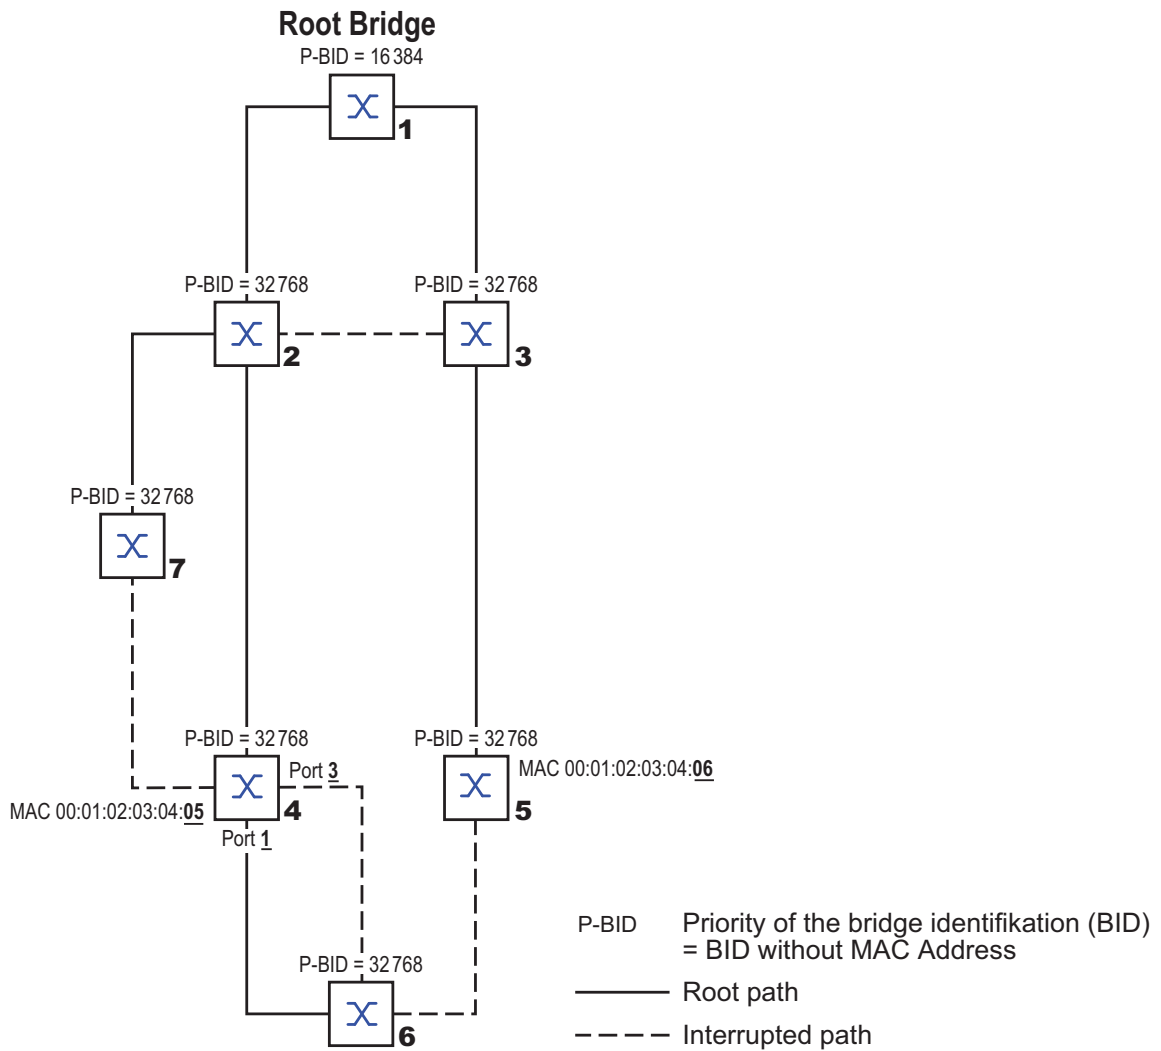 Root Bridge
P-BID = 16 384
1
P-BID = 32 768
P-BID = 32 768
2
3
P-BID = 32 768
7
P-BID = 32 768
P-BID = 32 768
Port 3
MAC 00:01:02:03:04:06
MAC 00:01:02:03:04:05
4
5
Port 1
P-BID = 32 768
6
P-BID Priority of the bridge identifikation (BID)
= BID without MAC Address
Root path
Interrupted path